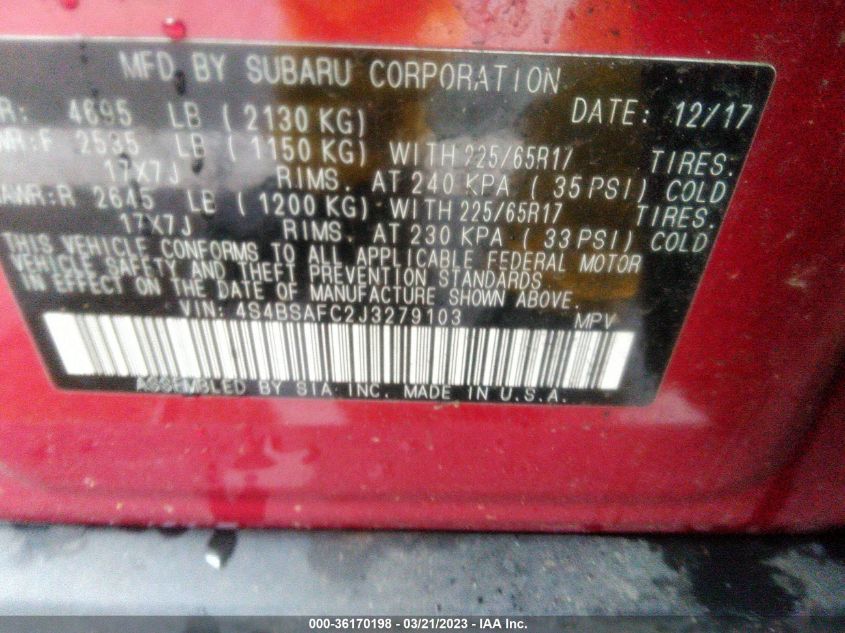 MFD. BY SUBARU CORPORATION
R: 4695 LB ( 2130 KG) DATE: 12/17
WR:F 2535 LB ( 1150 KG) WITH 225/65R17 TIRES.
17X7J RIMS. AT 240 KPA ( 35 PSI) COLD
AWR:R 2645 LB ( 1200 KG) WITH 225/65R17 TIRES.
17X7J RIMS. AT 230 KPA ( 33 PSI) COLD
THIS VEHICLE CONFORMS TO ALL APPLICABLE FEDERAL MOTOR
VEHICLE SAFETY AND THEFT PREVENTION STANDARDS
IN EFFECT ON THE DATE OF MANUFACTURE SHOWN ABOVE.
VIN: 4S4BSAFC2J3279103 MPV
ASSEMBLED BY SIA INC. MADE IN U.S.A.
000-36170198 - 03/21/2023 - IAA Inc.